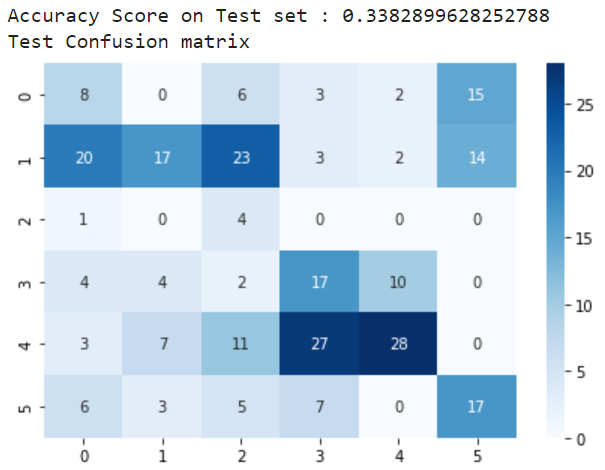 Accuracy Score on Test set : 0.3382899628252788
Test Confusion matrix
0 8 0 6 3 2 15
1 20 17 23 3 2 14
2 1 0 4 0 0 0
3 4 4 2 17 10 0
4 3 7 11 27 28 0
5 6 3 5 7 0 17
0 1 2 3 4 5
25
20
15
10
5
0